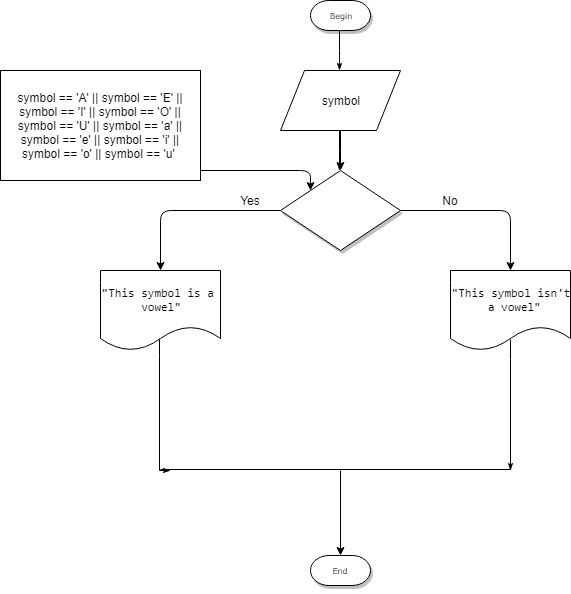 Begin
symbol
symbol == 'A' || symbol == 'E' ||
symbol == 'I' || symbol == 'O' ||
symbol == 'U' || symbol == 'a' ||
symbol == 'e' || symbol == 'i' ||
symbol == 'o' || symbol == 'u'
Yes
No
"This symbol is a
vowel"
"This symbol isn't
a vowel"
End